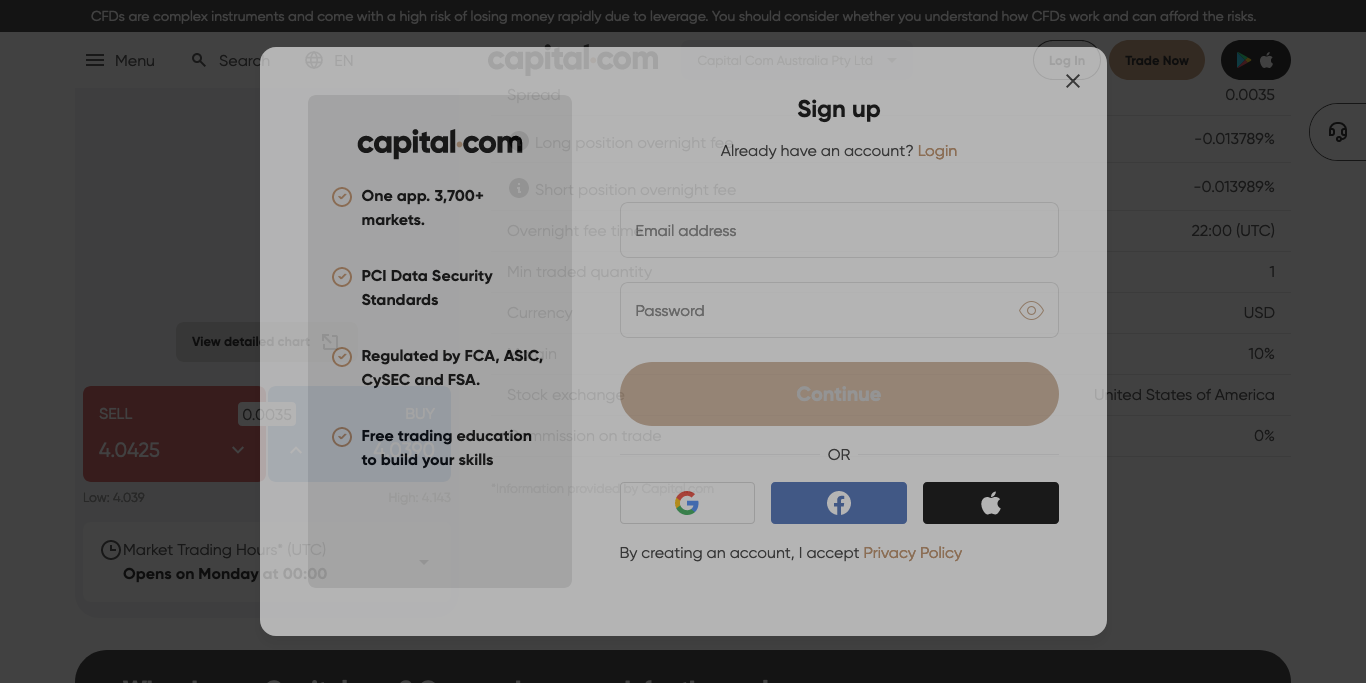 CFDs are complex instruments and come with a high risk of losing money rapidly due to leverage. You should consider whether you understand how CFDs work and can afford the risks.
Menu
Search
EN
capital.com
Capital Com Australia Pty Ltd
Log In
Trade Now
Spread 0.0035
Long position overnight fee -0.013789%
Short position overnight fee -0.013989%
Overnight fee time 22:00 (UTC)
Min traded quantity 1
Currency USD
10%
Stock exchange United States of America
Commission on trade 0%
*Information provided by Capital.com
View detailed chart
SELL
4.0425
0.0035
BUY
Low: 4.039
High: 4.143
Market Trading Hours* (UTC)
Opens on Monday at 00:00
capital.com
One app. 3,700+
markets.
PCI Data Security
Standards
Regulated by FCA, ASIC,
CySEC and FSA.
Free trading education
to build your skills
Sign up
Already have an account? Login
Email address
Password
Continue
OR
By creating an account, I accept Privacy Policy